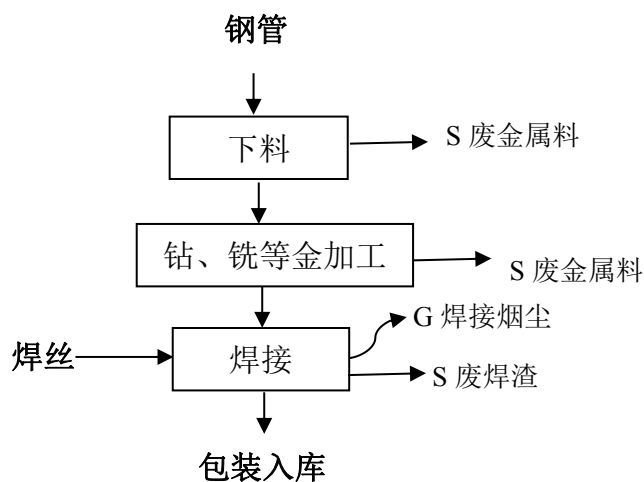 钢管
下料
S 废金属料
钻、铣等金加工
S 废金属料
G 焊接烟尘
焊丝
焊接
S 废焊渣
包装入库